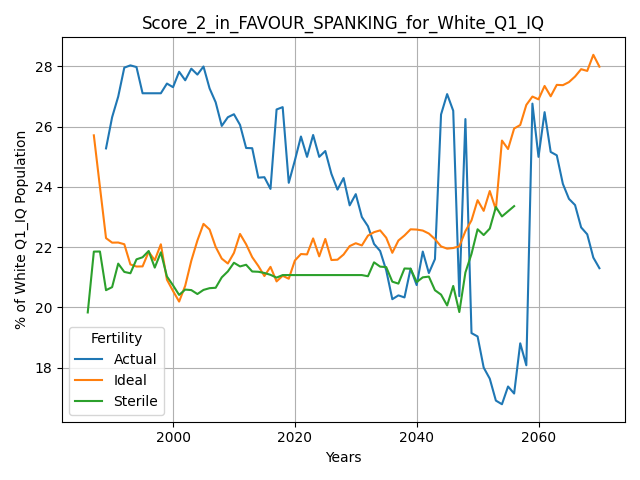 Score_2_in_FAVOUR_SPANKING_for_White_Q1_IQ
% of White Q1_IQ Population
28
26
24
22
20
18
Fertility
Actual
Ideal
Sterile
2000
2020
2040
2060
Years